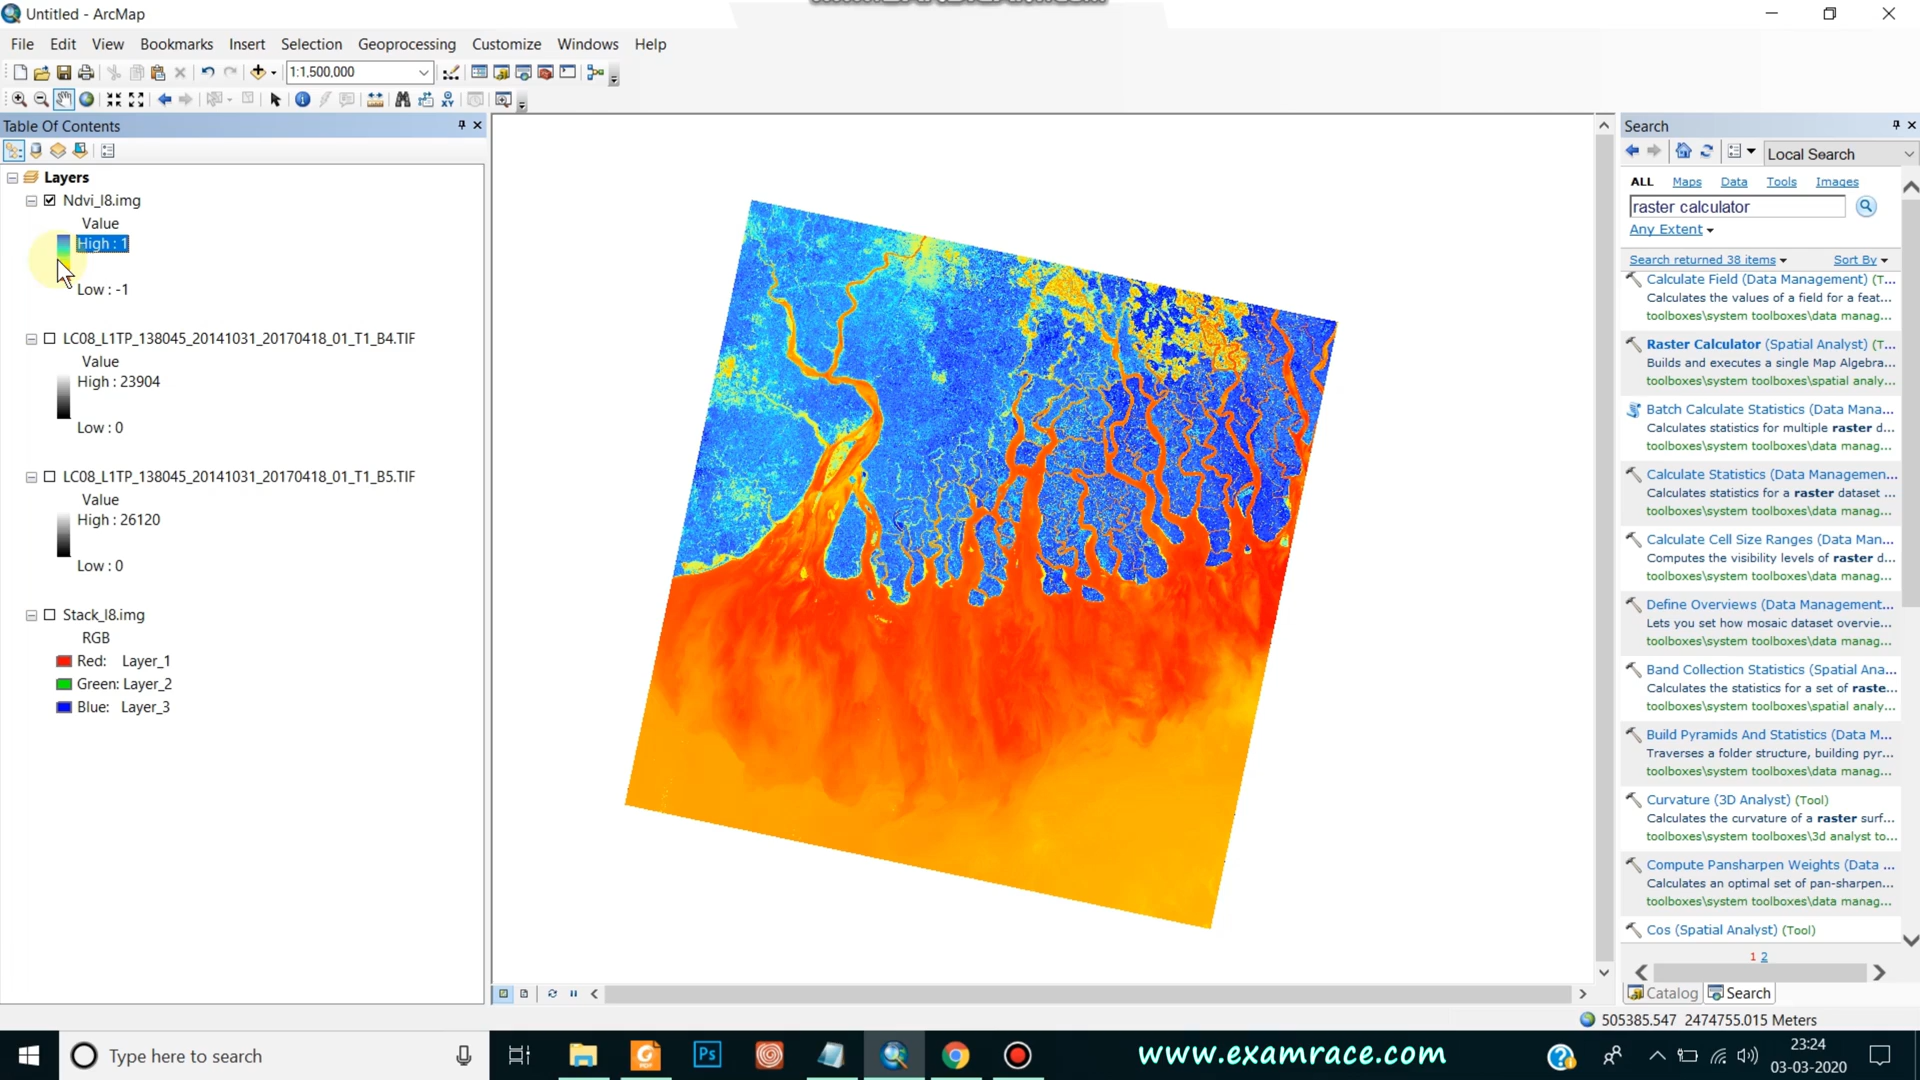 Untitled - ArcMap
File Edit View Bookmarks Insert Selection Geoprocessing Customize Windows Help
1:1,500,000
Table Of Contents
Layers
Ndvi_l8.img
Value
High : 1
Low : -1
LC08_L1TP_138045_20141031_20170418_01_T1_B4.TIF
Value
High : 23904
Low : 0
LC08_L1TP_138045_20141031_20170418_01_T1_B5.TIF
Value
High : 26120
Low : 0
Stack_l8.img
RGB
Red: Layer_1
Green: Layer_2
Blue: Layer_3
Search
Local Search
ALL Maps Data Tools Images
raster calculator
Any Extent
Search returned 38 items Sort By
Calculate Field (Data Management) (T...
Calculates the values of a field for a feat...
toolboxes\system toolboxes\data manag...
Raster Calculator (Spatial Analyst) (T...
Builds and executes a single Map Algebra...
toolboxes\system toolboxes\spatial analy...
Batch Calculate Statistics (Data Mana...
Calculates statistics for multiple raster d...
toolboxes\system toolboxes\data manag...
Calculate Statistics (Data Managemen...
Calculates statistics for a raster dataset ...
toolboxes\system toolboxes\data manag...
Calculate Cell Size Ranges (Data Man...
Computes the visibility levels of raster d...
toolboxes\system toolboxes\data manag...
Define Overviews (Data Management...
Lets you set how mosaic dataset overvie...
toolboxes\system toolboxes\data manag...
Band Collection Statistics (Spatial Ana...
Calculates the statistics for a set of raste...
toolboxes\system toolboxes\spatial analy...
Build Pyramids And Statistics (Data M...
Traverses a folder structure, building pyr...
toolboxes\system toolboxes\data manag...
Curvature (3D Analyst) (Tool)
Calculates the curvature of a raster surf...
toolboxes\system toolboxes\3d analyst to...
Compute Pansharpen Weights (Data ...
Calculates an optimal set of pan-sharpen...
toolboxes\system toolboxes\data manag...
Cos (Spatial Analyst) (Tool)
1 2
Catalog Search
505385.547 2474755.015 Meters
Type here to search
Ps
www.examrace.com
23:24
03-03-2020